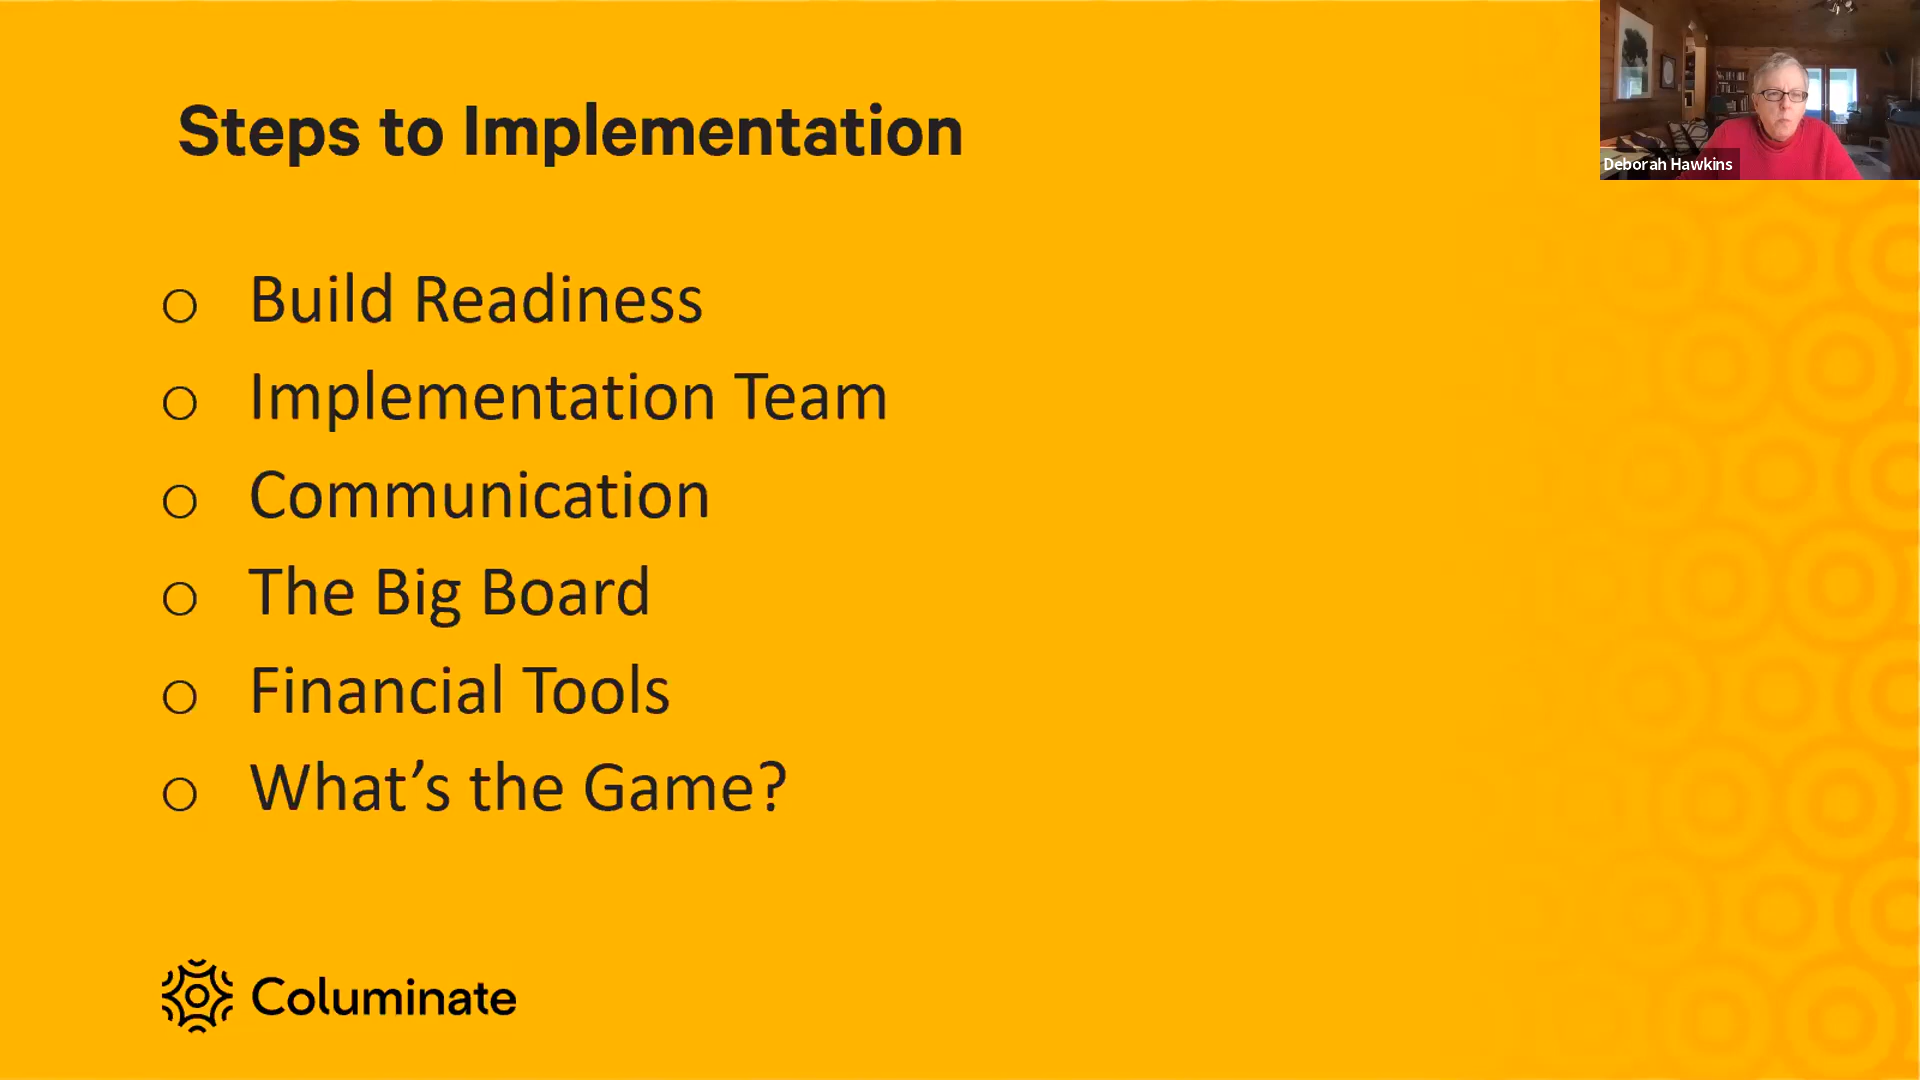 Steps to Implementation
Deborah Hawkins
Build Readiness
Implementation Team
Communication
The Big Board
Financial Tools
What’s the Game?
Columinate